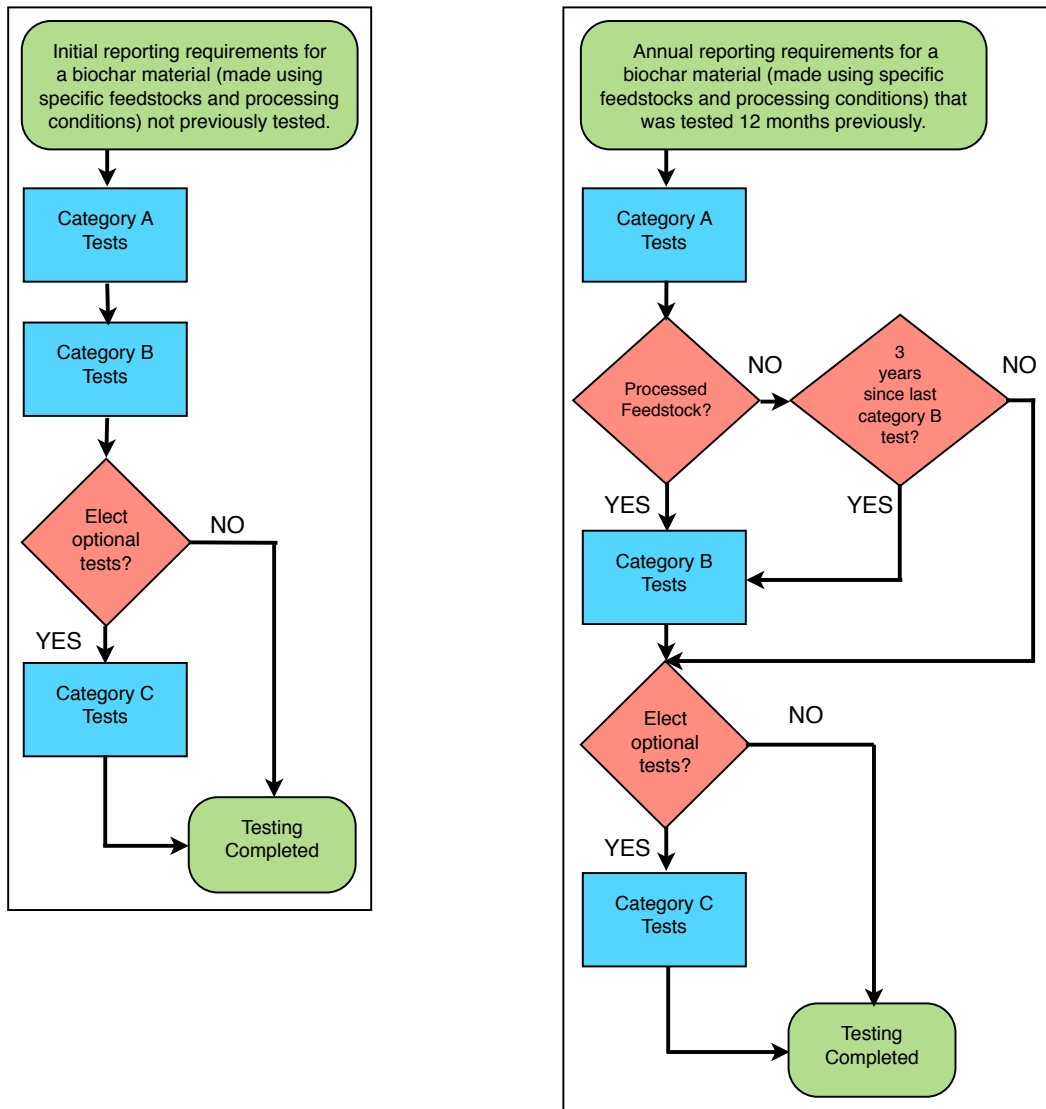 Initial reporting requirements for
a biochar material (made using
specific feedstocks and processing
conditions) not previously tested.
Category A
Tests
Category B
Tests
Elect
optional
tests?
NO
YES
Category C
Tests
Testing
Completed
Annual reporting requirements for a
biochar material (made using specific
feedstocks and processing conditions) that
was tested 12 months previously.
Category A
Tests
Processed
Feedstock?
NO
3
years
since last
category B
test?
NO
YES
YES
Category B
Tests
Elect
optional
tests?
NO
YES
Category C
Tests
Testing
Completed